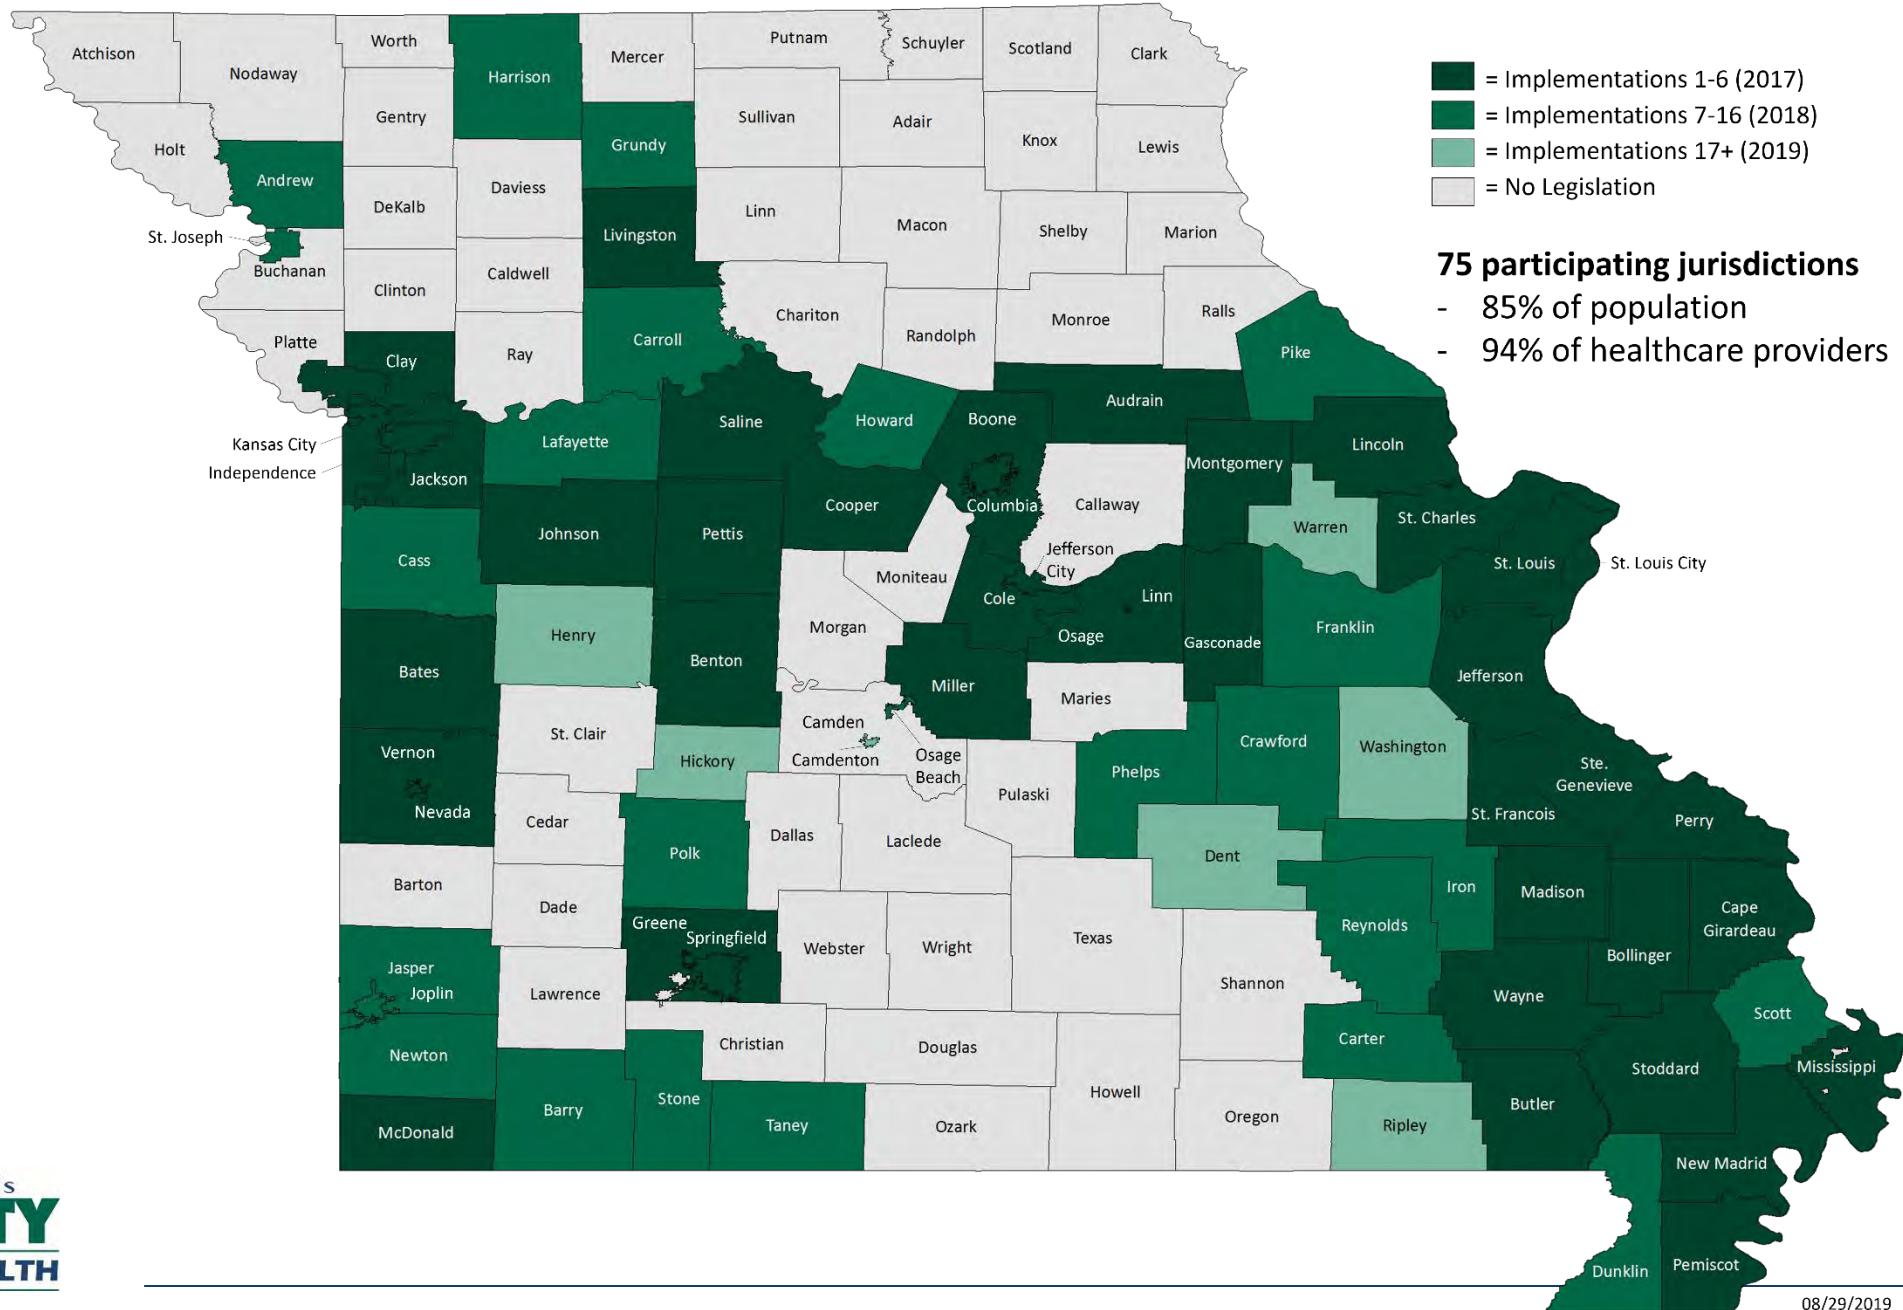 Atchison
Nodaway
Worth
Harrison
Mercer
Putnam
Schuyler
Scotland
Clark
Holt
Andrew
Gentry
Grundy
Sullivan
Adair
Knox
Lewis
DeKalb
Daviess
Livingston
Linn
Macon
Shelby
Marion
St. Joseph
Buchanan
Clinton
Caldwell
Carroll
Chariton
Randolph
Monroe
Ralls
Pike
Platte
Clay
Ray
Kansas City
Independence
Jackson
Lafayette
Saline
Howard
Boone
Audrain
Columbia
Callaway
Montgomery
Lincoln
Warren
St. Charles
St. Louis
St. Louis City
Cass
Johnson
Pettis
Cooper
Moniteau
Jefferson
City
Cole
Linn
Osage
Gasconade
Franklin
Jefferson
Bates
Henry
Benton
Morgan
Miller
Maries
Vernon
Nevada
St. Clair
Hickory
Camden
Camdenton
Osage
Beach
Pulaski
Phelps
Crawford
Washington
Ste.
Genevieve
St. Francois
Perry
Barton
Cedar
Polk
Dallas
Laclede
Dent
Iron
Madison
Cape
Girardeau
Dade
Greene
Springfield
Webster
Wright
Texas
Reynolds
Bollinger
Jasper
Joplin
Lawrence
Shannon
Wayne
Scott
Newton
Christian
Douglas
Carter
Stoddard
Mississippi
McDonald
Barry
Stone
Taney
Ozark
Howell
Oregon
Ripley
Butler
New Madrid
Dunklin
Pemiscot
= Implementations 1-6 (2017)
= Implementations 7-16 (2018)
= Implementations 17+ (2019)
= No Legislation
75 participating jurisdictions
- 85% of population
- 94% of healthcare providers
S
TY
LTH
08/29/2019